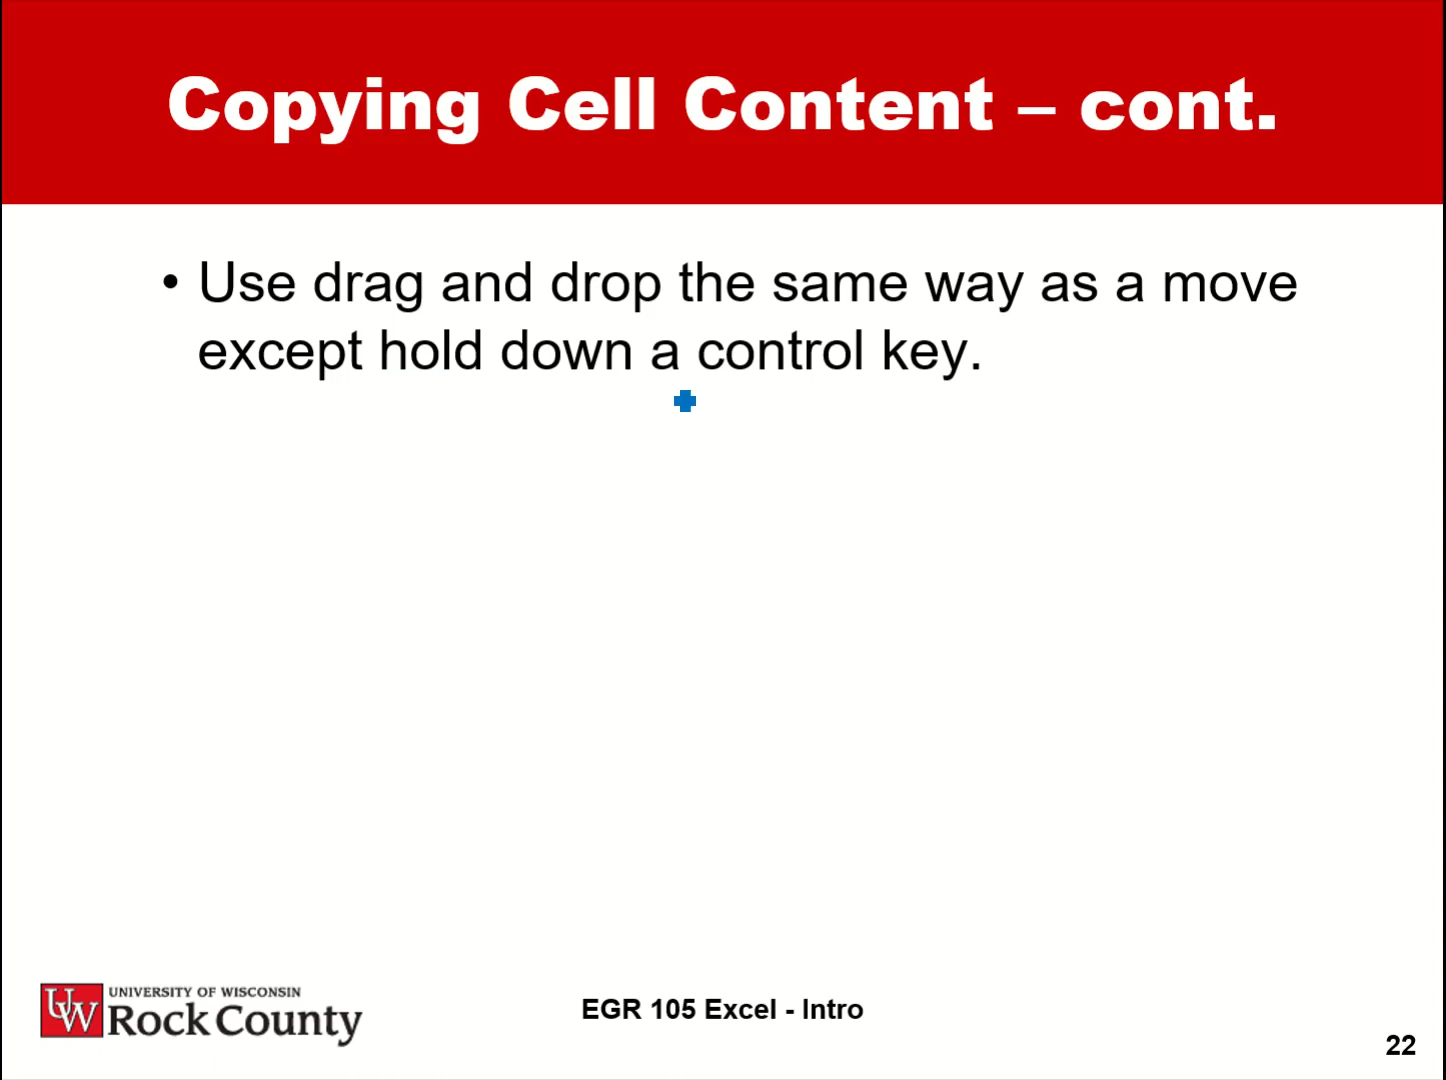 Copying Cell Content – cont.
• Use drag and drop the same way as a move
except hold down a control key.
UW
UNIVERSITY OF WISCONSIN
Rock County
EGR 105 Excel - Intro
22